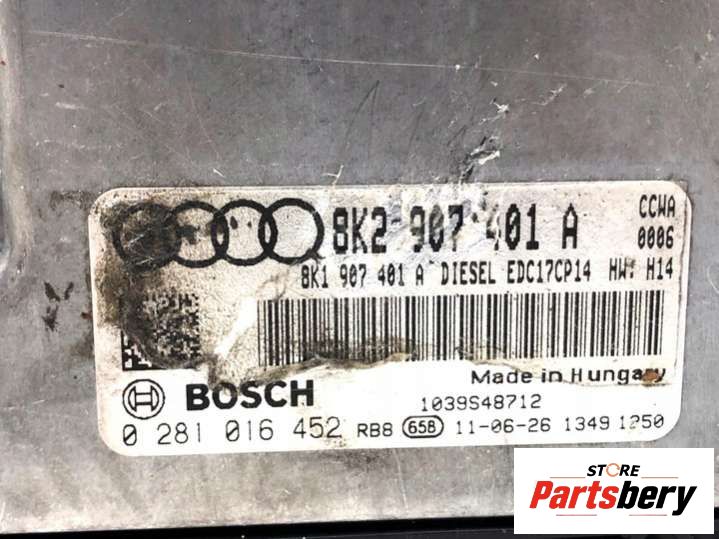 8K2 907 401 A
CCWA
0006
8K1 907 401 A DIESEL EDC17CP14 HW: H14
Made in Hungary
BOSCH
1039S48712
0 281 016 452 RB8 658 11-06-26 1349 1250
STORE
Partsbery